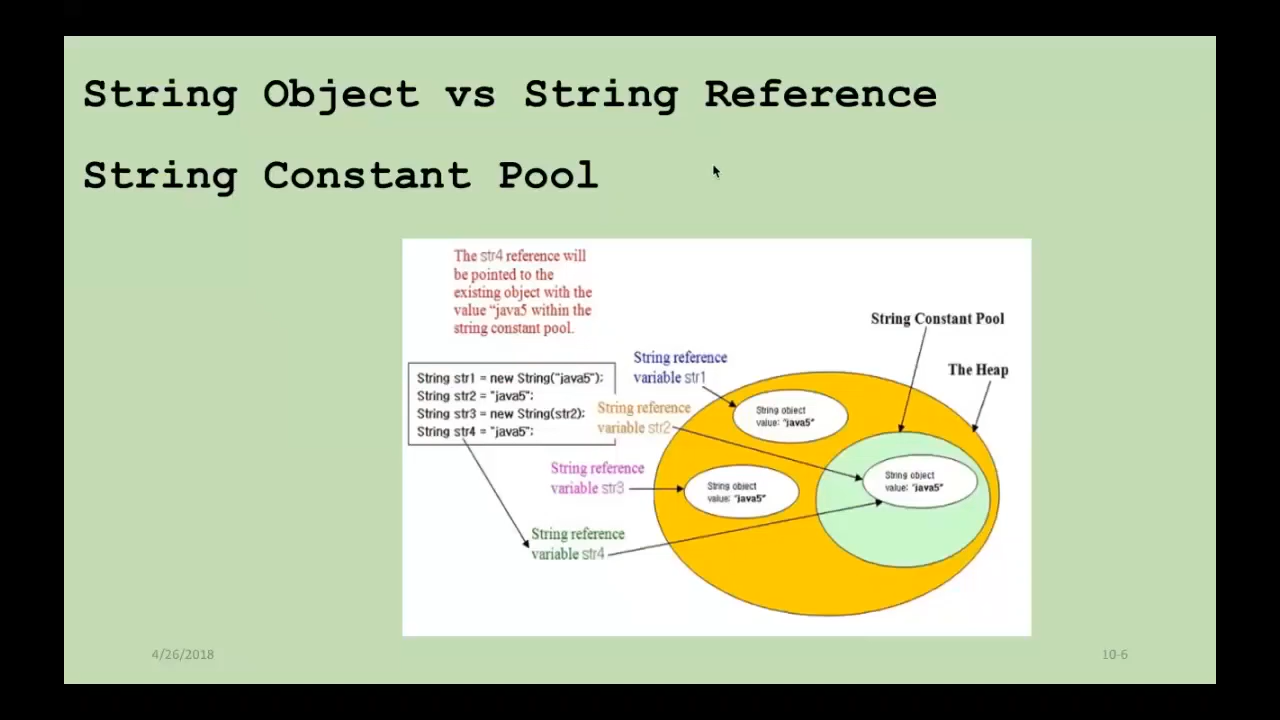 String Object vs String Reference
String Constant Pool
The str4 reference will
be pointed to the
existing object with the
value “java5 within the
string constant pool.
String Constant Pool
The Heap
String str1 = new String("java5");
String str2 = "java5";
String str3 = new String(str2);
String str4 = "java5";
String reference
variable str1
String reference
variable str2
String reference
variable str3
String reference
variable str4
String object
value: "java5"
String object
value: "java5"
String object
value: "java5"
4/26/2018
10-6